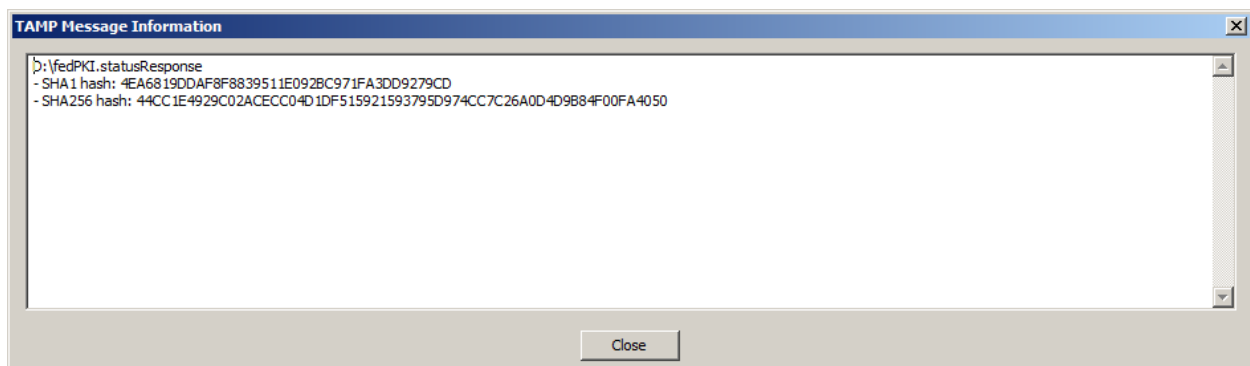 TAMP Message Information
D:\fedPKI.statusResponse
- SHA1 hash: 4EA6819DDAF8F8839511E092BC971FA3DD9279CD
- SHA256 hash: 44CC1E4929C02ACECC04D1DF515921593795D974CC7C26A0D4D9B84F00FA4050
Close